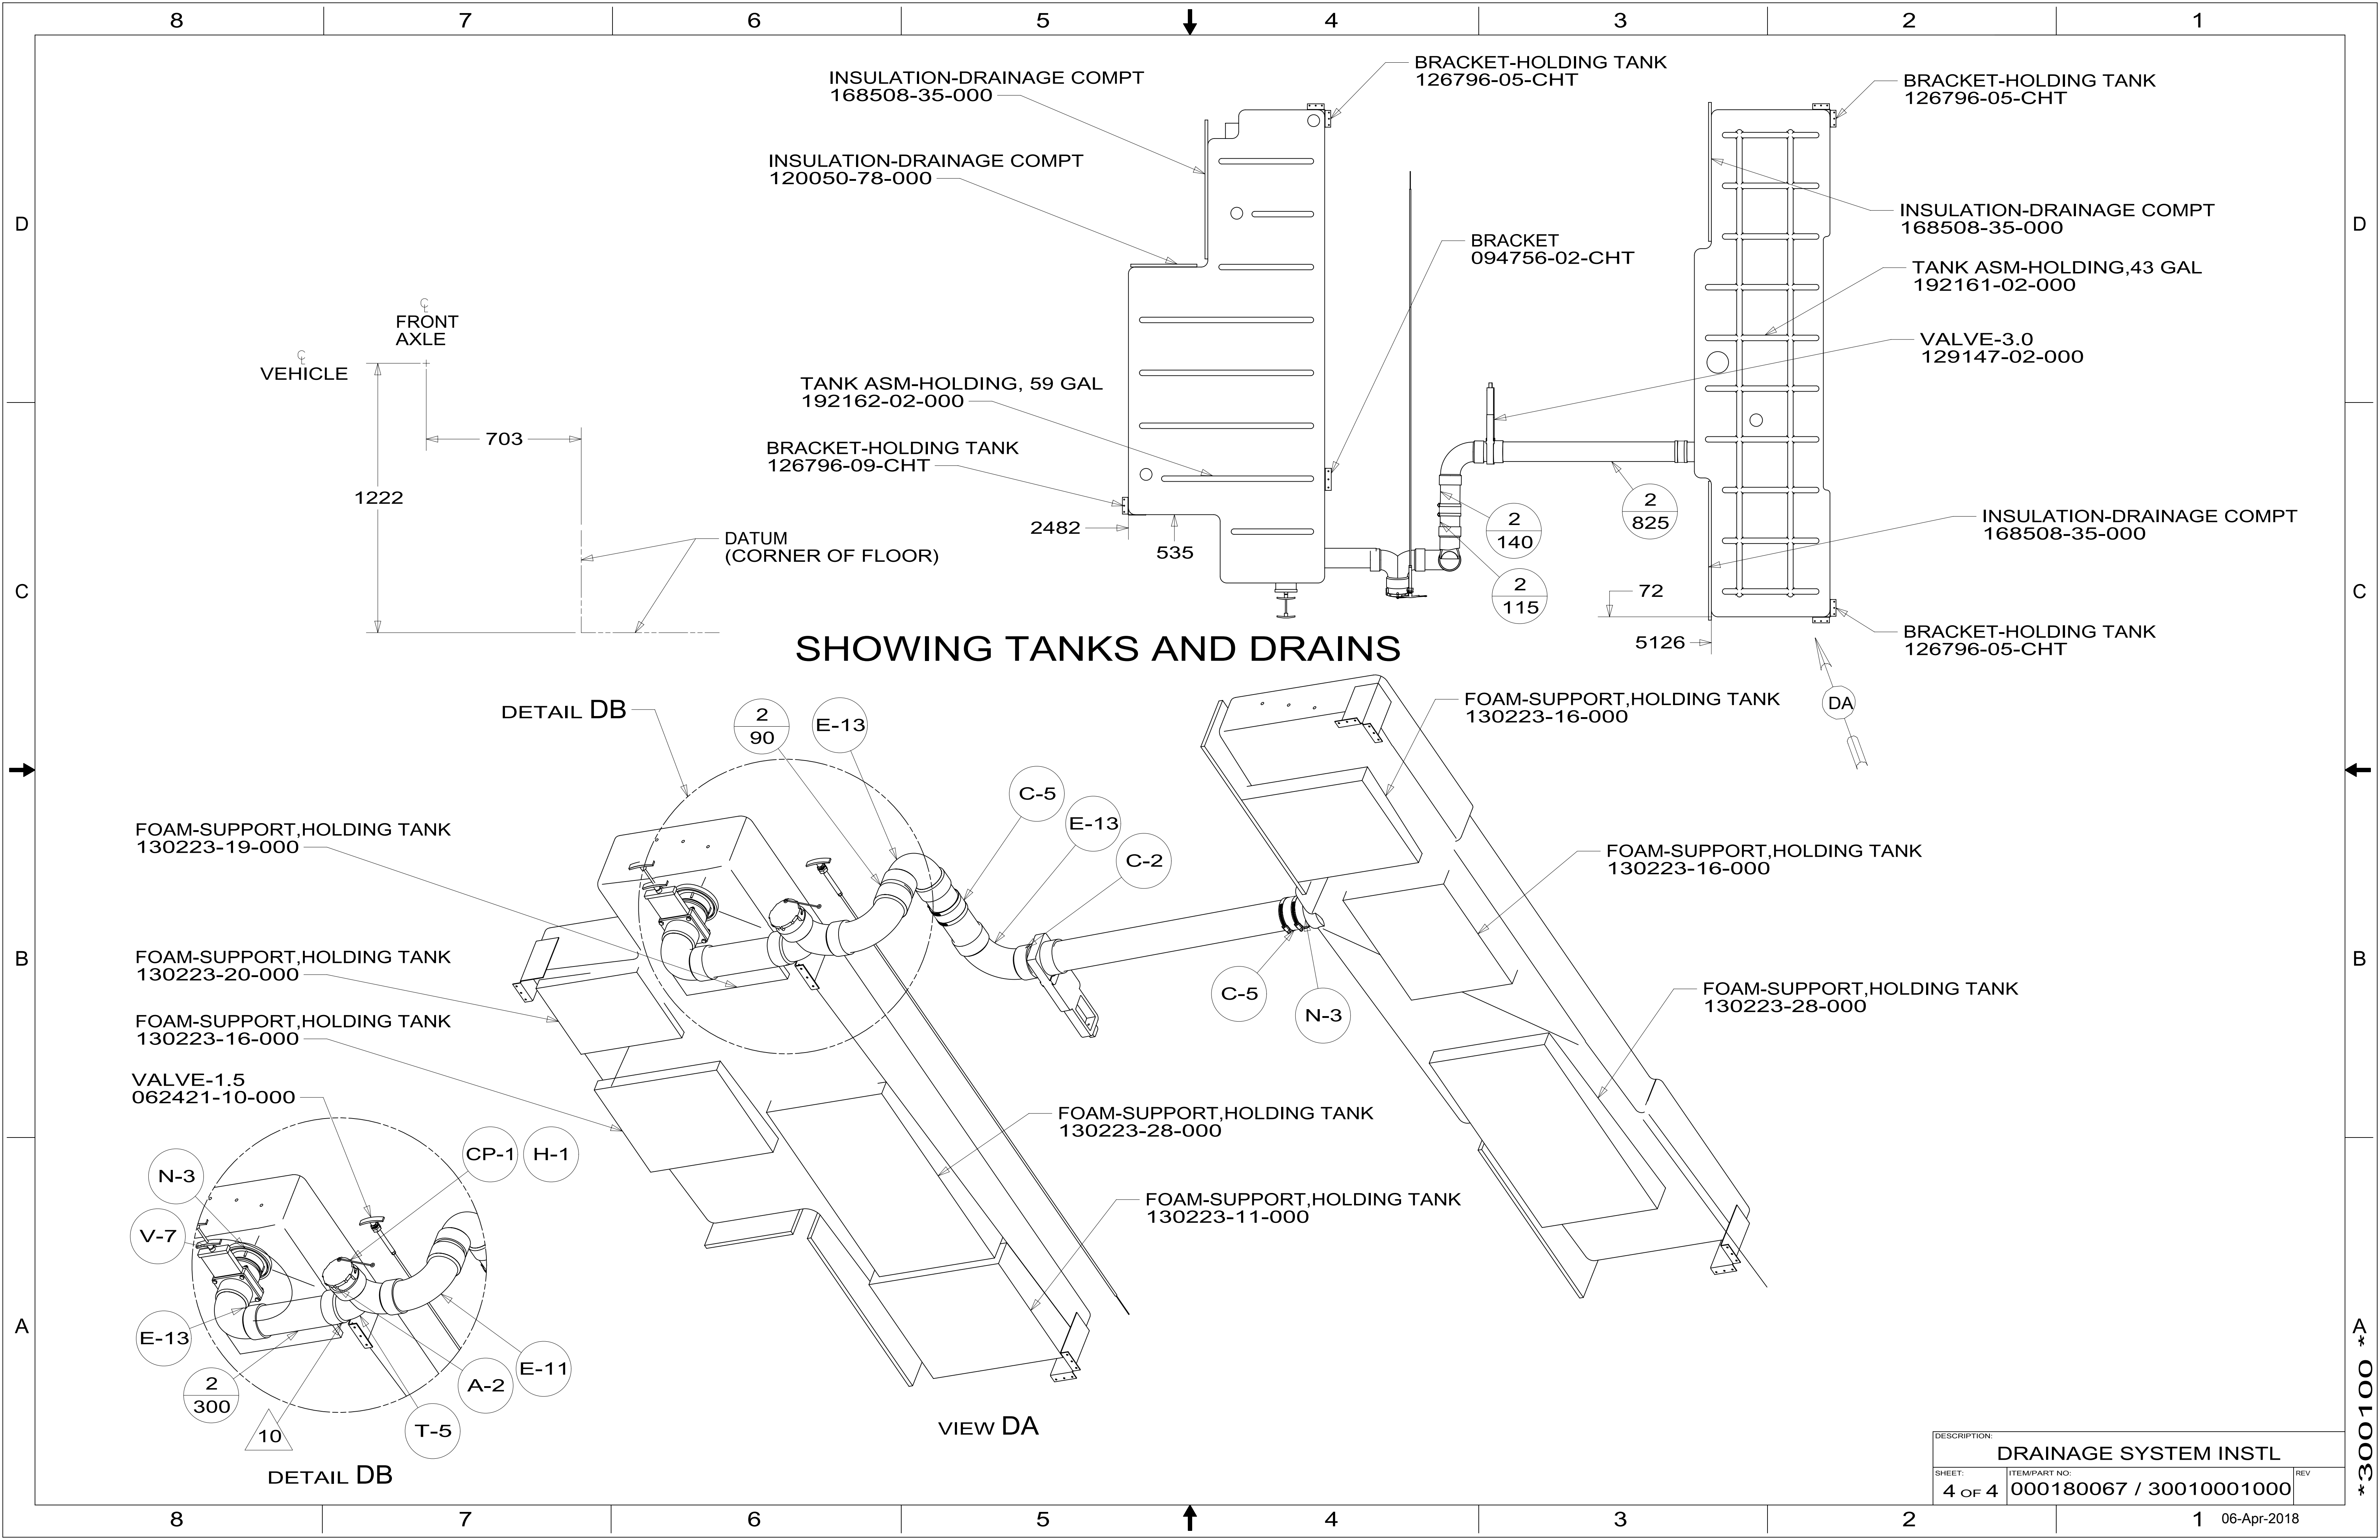 8 7 6 5 4 3 2 1
D
C
B
A
D
C
B
A
INSULATION-DRAINAGE COMPT
168508-35-000
INSULATION-DRAINAGE COMPT
120050-78-000
BRACKET-HOLDING TANK
126796-05-CHT
BRACKET-HOLDING TANK
126796-05-CHT
BRACKET
094756-02-CHT
INSULATION-DRAINAGE COMPT
168508-35-000
TANK ASM-HOLDING,43 GAL
192161-02-000
VALVE-3.0
129147-02-000
℄
FRONT
AXLE
℄
VEHICLE
703
1222
DATUM
(CORNER OF FLOOR)
TANK ASM-HOLDING, 59 GAL
192162-02-000
BRACKET-HOLDING TANK
126796-09-CHT
2482
535
2
140
2
115
2
825
INSULATION-DRAINAGE COMPT
168508-35-000
72
5126
BRACKET-HOLDING TANK
126796-05-CHT
SHOWING TANKS AND DRAINS
DETAIL DB
2
90
E-13
C-5
E-13
C-2
FOAM-SUPPORT,HOLDING TANK
130223-16-000
DA
FOAM-SUPPORT,HOLDING TANK
130223-19-000
FOAM-SUPPORT,HOLDING TANK
130223-16-000
FOAM-SUPPORT,HOLDING TANK
130223-20-000
C-5
N-3
FOAM-SUPPORT,HOLDING TANK
130223-28-000
FOAM-SUPPORT,HOLDING TANK
130223-16-000
VALVE-1.5
062421-10-000
FOAM-SUPPORT,HOLDING TANK
130223-28-000
FOAM-SUPPORT,HOLDING TANK
130223-11-000
CP-1
H-1
N-3
V-7
E-13
2
300
10
T-5
A-2
E-11
DETAIL DB
VIEW DA
DESCRIPTION:
DRAINAGE SYSTEM INSTL
SHEET:
4 OF 4
ITEM/PART NO:
000180067 / 30010001000
REV
*300100 *
8 7 6 5 4 3 2 1
06-Apr-2018